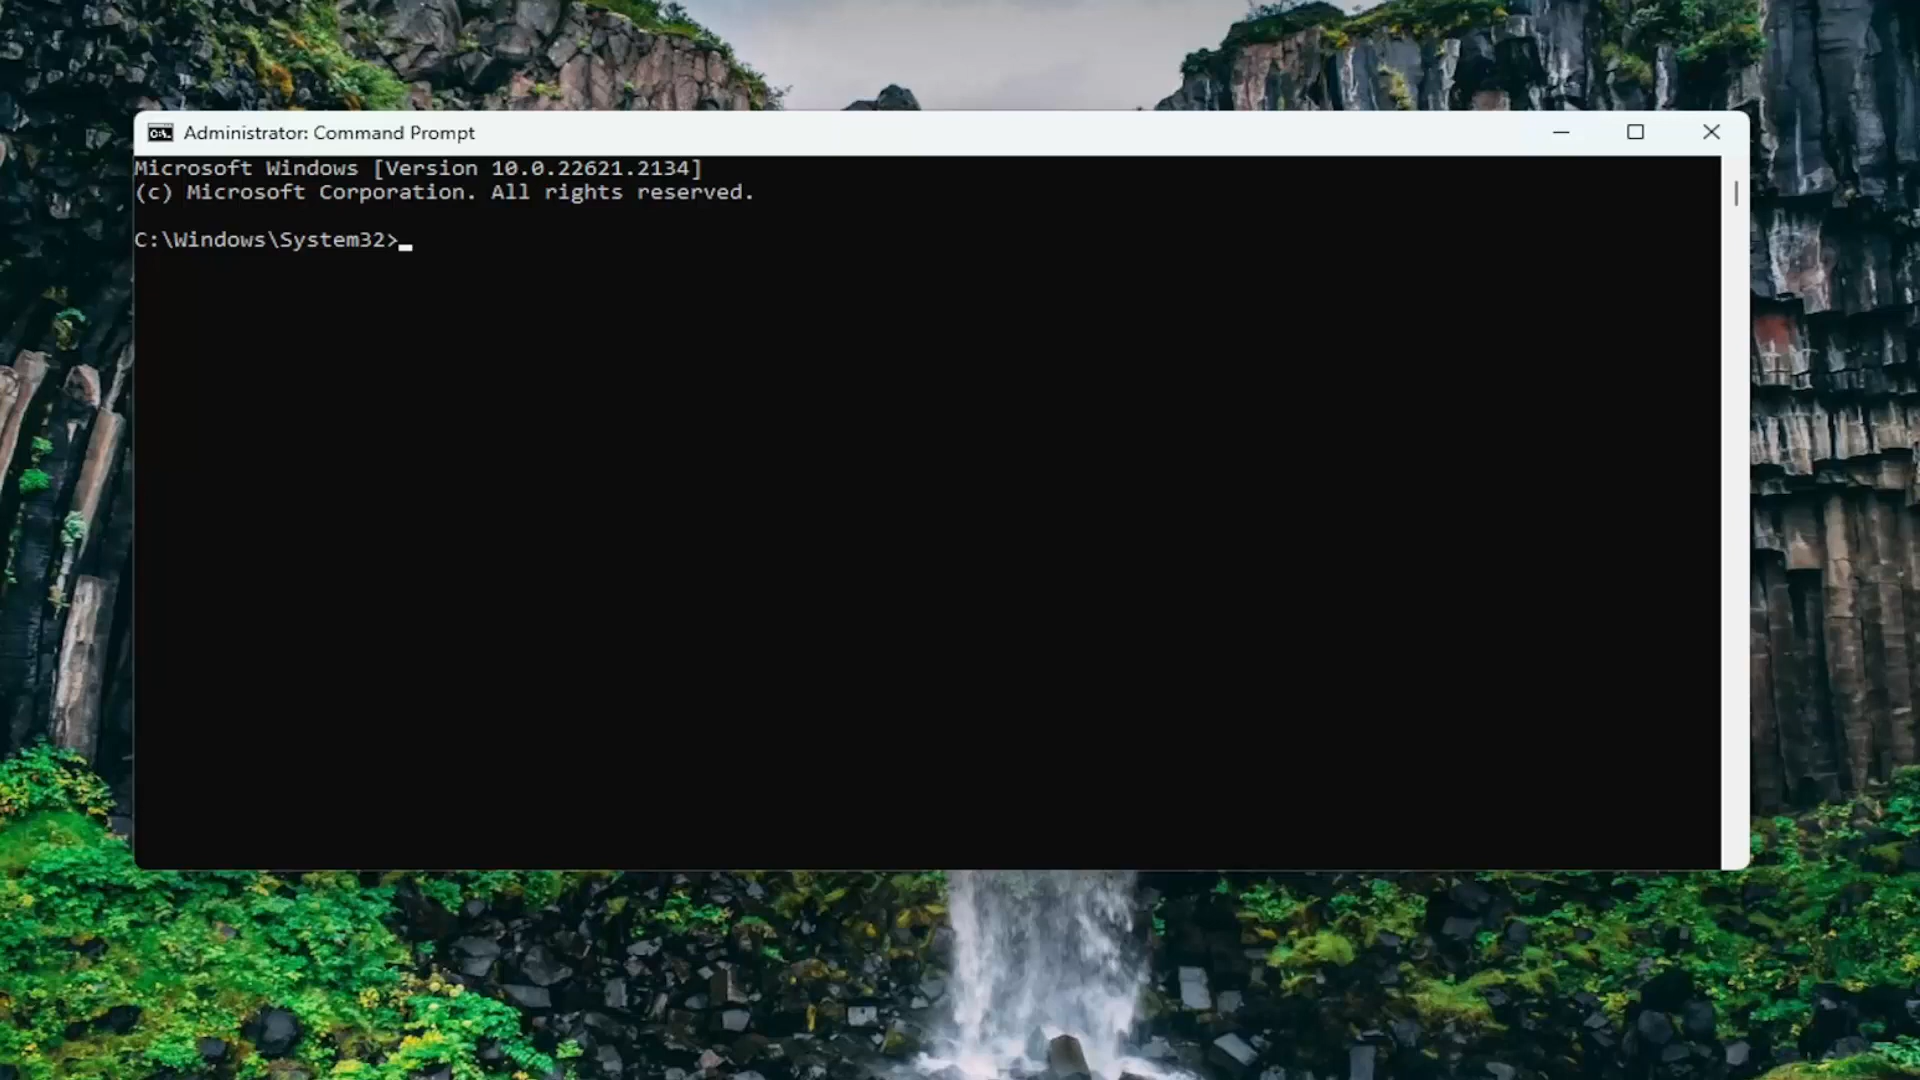 Administrator: Command Prompt
Microsoft Windows [Version 10.0.22621.2134]
(c) Microsoft Corporation. All rights reserved.
C:\Windows\System32>